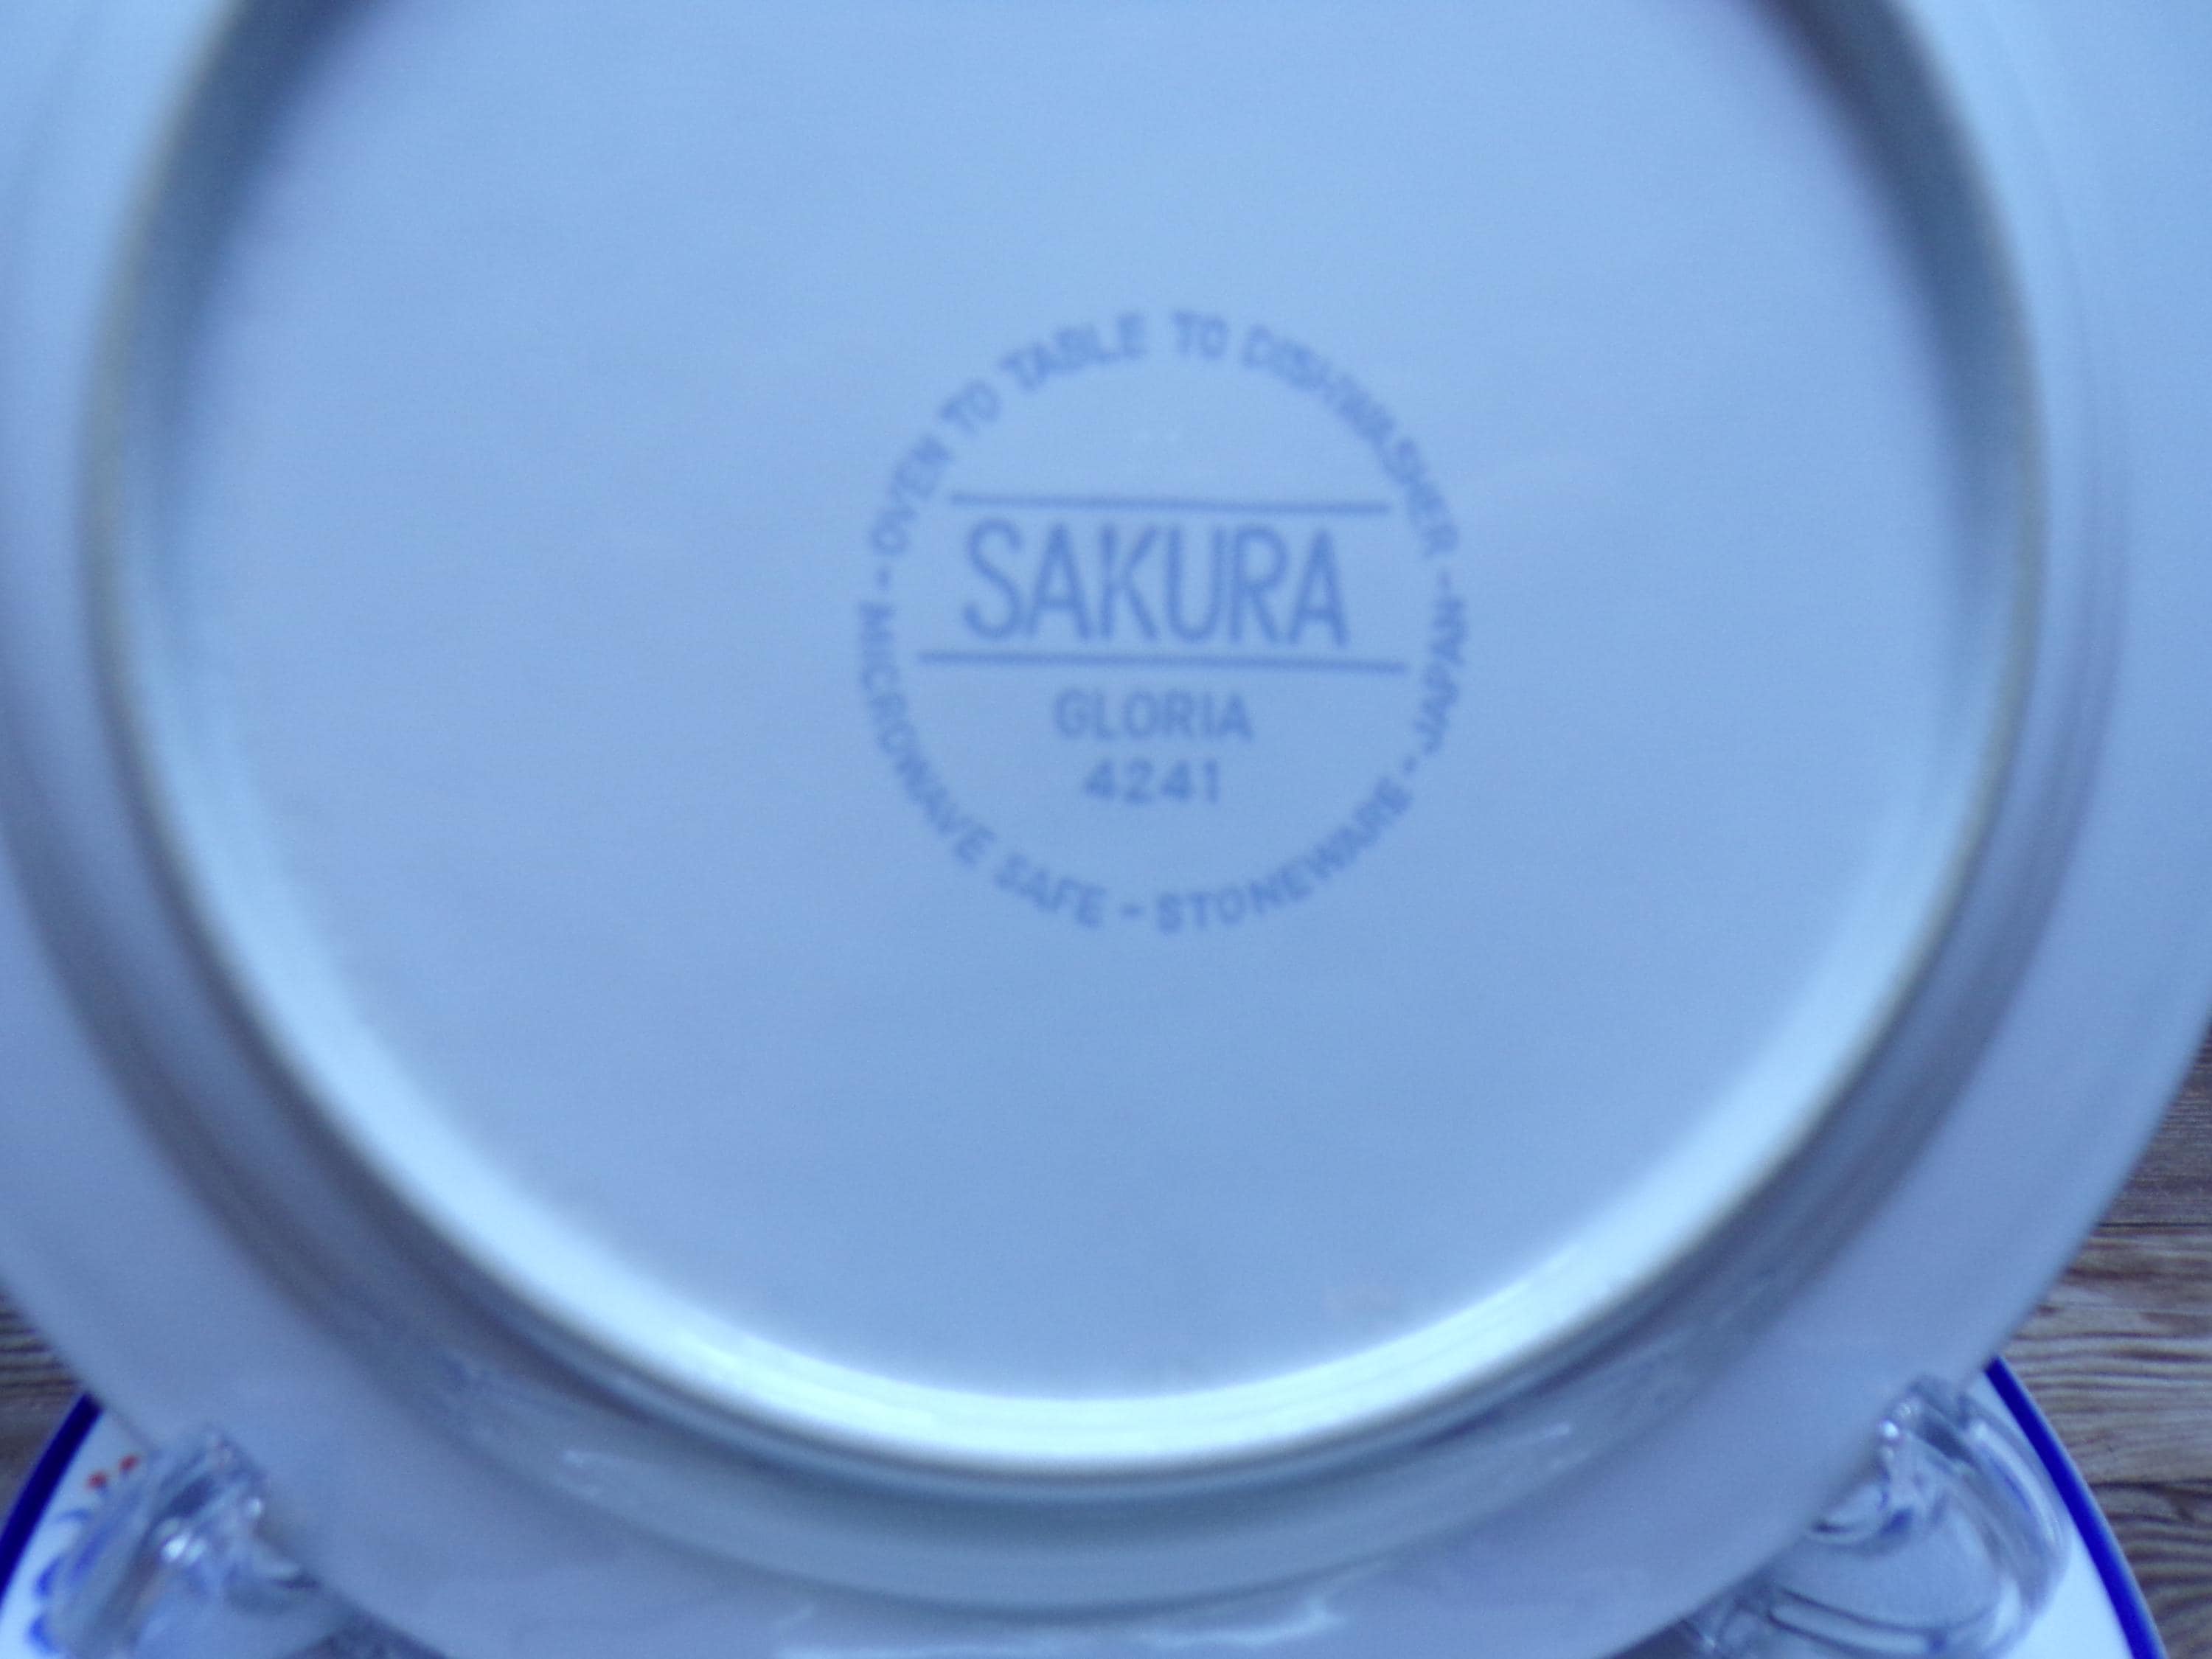 - OVEN TO TABLE TO DISHWASHER -
SAKURA
GLORIA
4241
MICROWAVE SAFE - STONEWARE - JAPAN